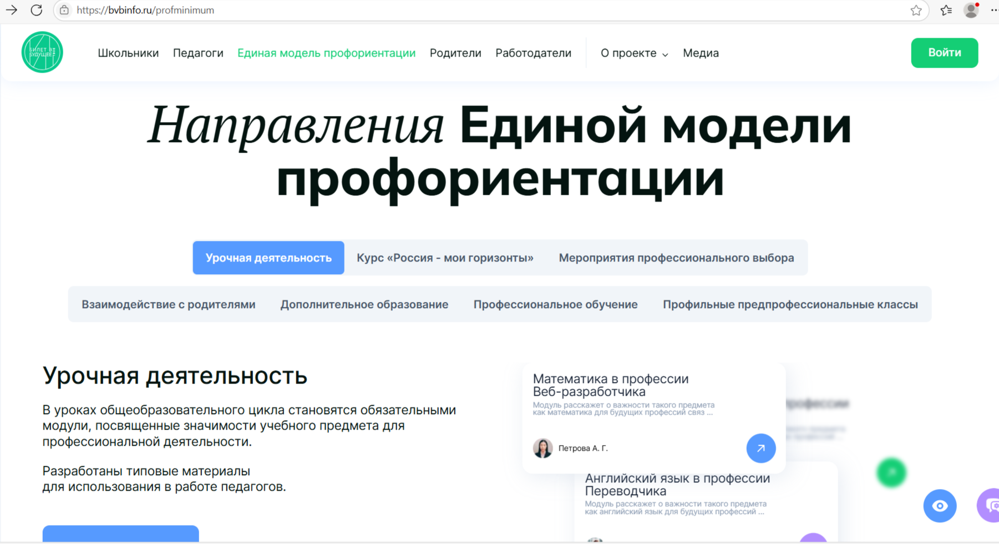 https://bvbinfo.ru/profminimum
БИЛЕТ В
БУДУЩЕЕ
Школьники Педагоги Единая модель профориентации Родители Работодатели О проекте Медиа Войти
Направления Единой модели
профориентации
Урочная деятельность Курс «Россия - мои горизонты» Мероприятия профессионального выбора
Взаимодействие с родителями Дополнительное образование Профессиональное обучение Профильные предпрофессиональные классы
Урочная деятельность
В уроках общеобразовательного цикла становятся обязательными
модули, посвященные значимости учебного предмета для
профессиональной деятельности.
Разработаны типовые материалы
для использования в работе педагогов.
Математика в профессии
Веб-разработчика
Модуль расскажет о важности такого предмета
как математика для будущих профессий связ ...
Петрова А. Г.
профессии
Английский язык в профессии
Переводчика
Модуль расскажет о важности такого предмета
как английский язык для будущих профессий ...